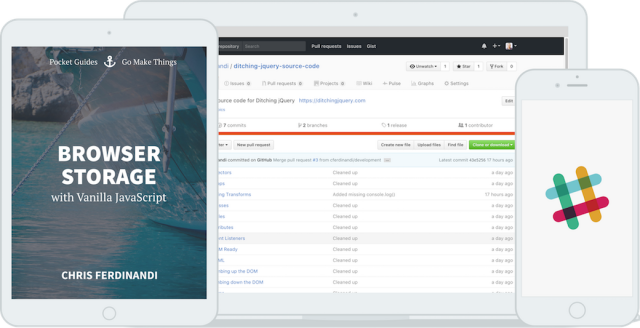 Pocket Guides
Go Make Things
BROWSER
STORAGE
with Vanilla JavaScript
CHRIS FERDINANDI
Search
Pull requests Issues Gist
/ ditching-jquery-source-code
Unwatch 1 Star 1 Fork 0
Issues 0 Pull requests 0 Projects 0 Wiki Pulse Graphs Settings
code for Ditching jQuery https://ditchingjquery.com Edit
7 commits 2 branches 1 release 1 contributor
New pull request Create new file Upload files Find file Clone or download
committed on GitHub Merge pull request #3 from cferdinandi/development Latest commit 17 hours ago
Cleaned up a day ago
Cleaned up a day ago
Transforms Added missing console.log() 17 hours ago
Cleaned up a day ago
Cleaned up a day ago
Cleaned up a day ago
Listeners Cleaned up a day ago
Ready Cleaned up a day ago
Cleaned up a day ago
up the DOM Cleaned up a day ago
down the DOM Cleaned up a day ago